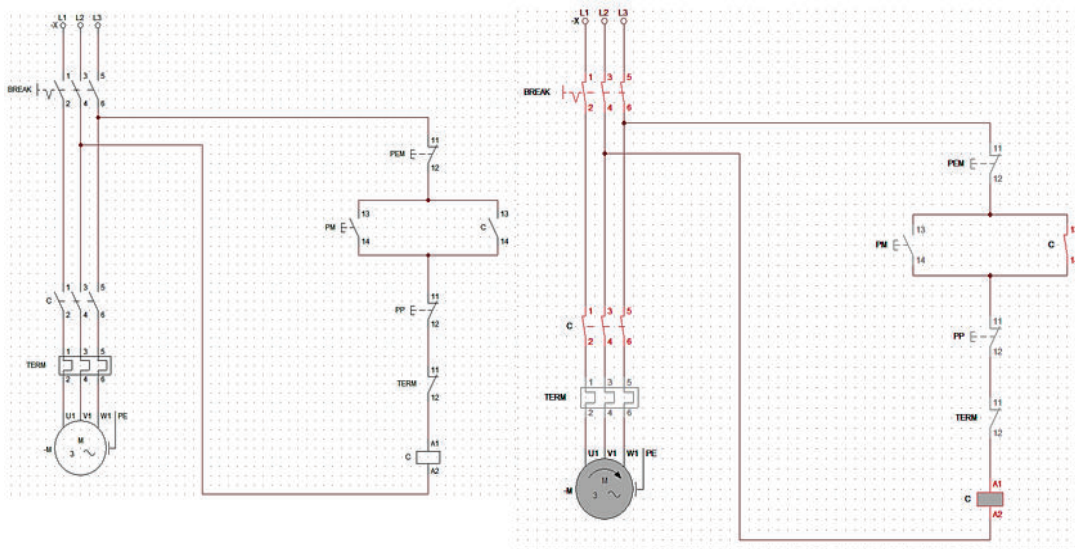 L1 L2 L3
-X
1 3 5
BREAK
2 4 6
11
PEM
12
13 13
PM C
14 14
1 3 5
C
2 4 6
11
PP
12
1 3 5
TERM
2 4 6
11
TERM
12
U1 V1 W1 PE
M
-M
3
A1
C
A2
L1 L2 L3
-X
1 3 5
BREAK
2 4 6
11
PEM
12
13
PM C
14
1 3 5
C
2 4 6
11
PP
12
1 3 5
TERM
2 4 6
11
TERM
12
U1 V1 W1 PE
M
-M
3
A1
C
A2